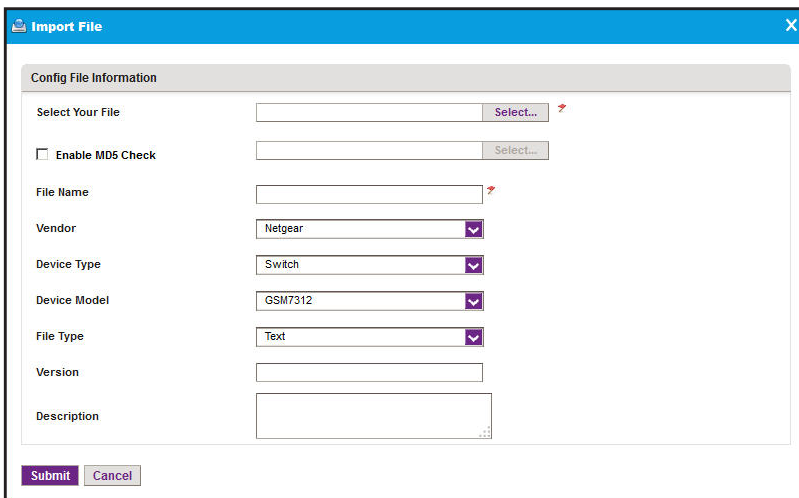 Import File X
Config File Information
Select Your File Select...
Enable MD5 Check Select...
File Name
Vendor Netgear
Device Type Switch
Device Model GSM7312
File Type Text
Version
Description
Submit Cancel